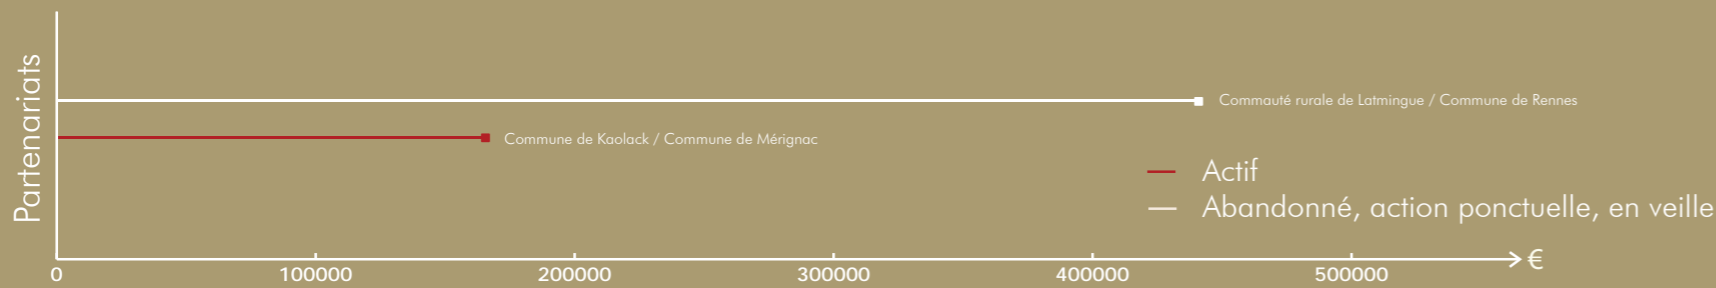 Partenariats
Commauté rurale de Latmingue / Commune de Rennes
Commune de Kaolack / Commune de Mérignac
Actif
Abandonné, action ponctuelle, en veille
0 100000 200000 300000 400000 500000 €